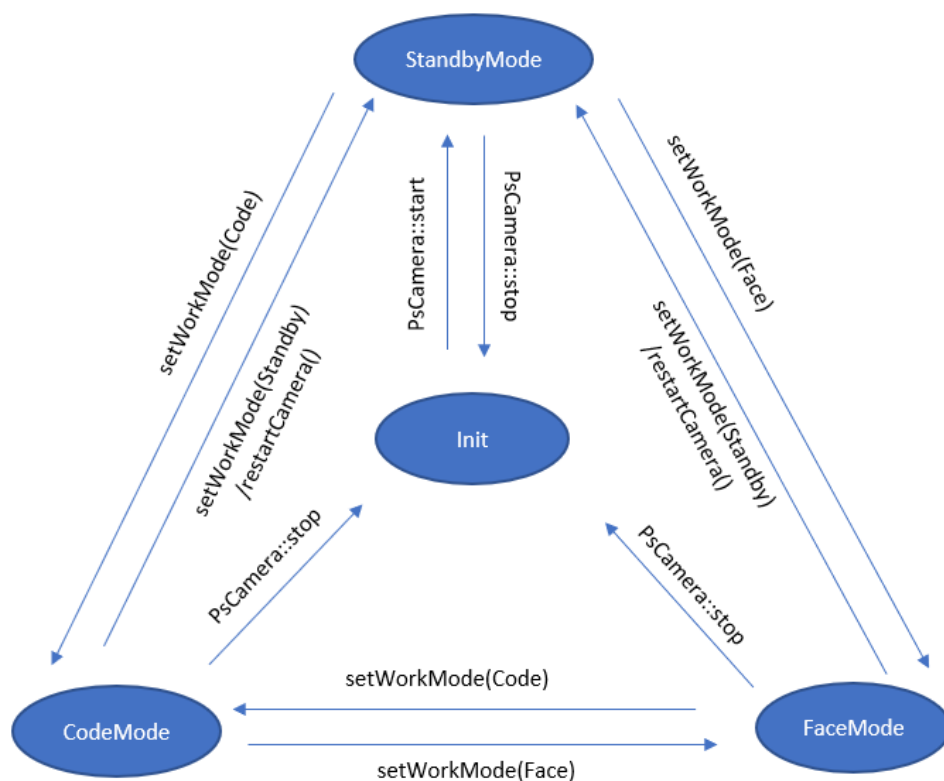 StandbyMode
setWorkMode(Code)
setWorkMode(Standby)
/restartCamera()
PsCamera::start
PsCamera::stop
setWorkMode(Face)
setWorkMode(Standby)
/restartCamera()
Init
PsCamera::stop
PsCamera::stop
setWorkMode(Code)
CodeMode
FaceMode
setWorkMode(Face)